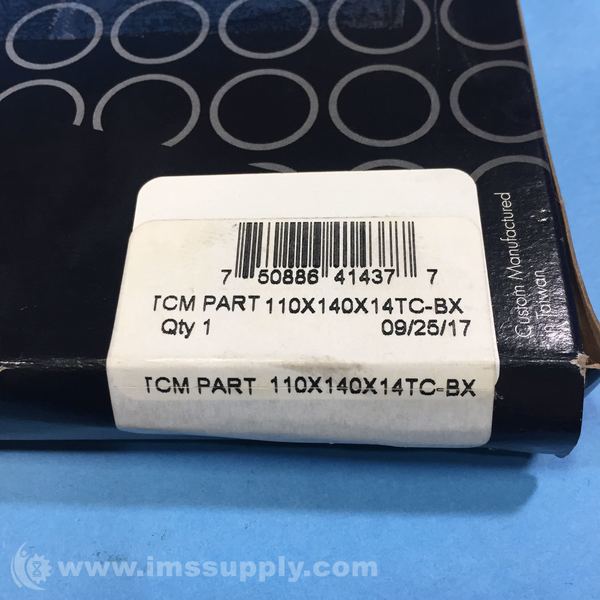 7 50886 41437 7
TCM PART 110X140X14TC-BX
Qty 1 09/25/17
TCM PART 110X140X14TC-BX
Custom Manufactured
in Taiwan
www.imssupply.com